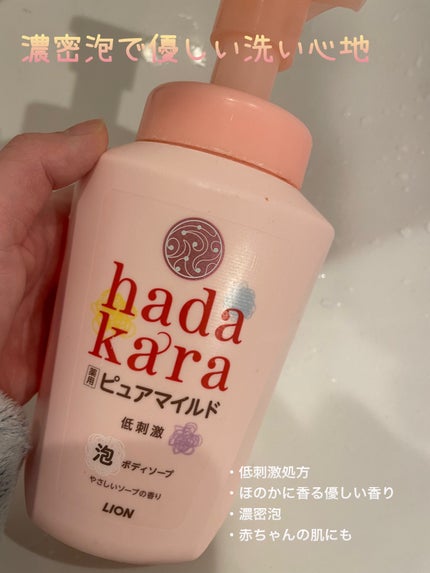 濃密泡で優しい洗い心地
hada
kara
薬用
ピュアマイルド
低刺激
泡 ボディソープ
やさしいソープの香り
LION
・低刺激処方
・ほのかに香る優しい香り
・濃密泡
・赤ちゃんの肌にも